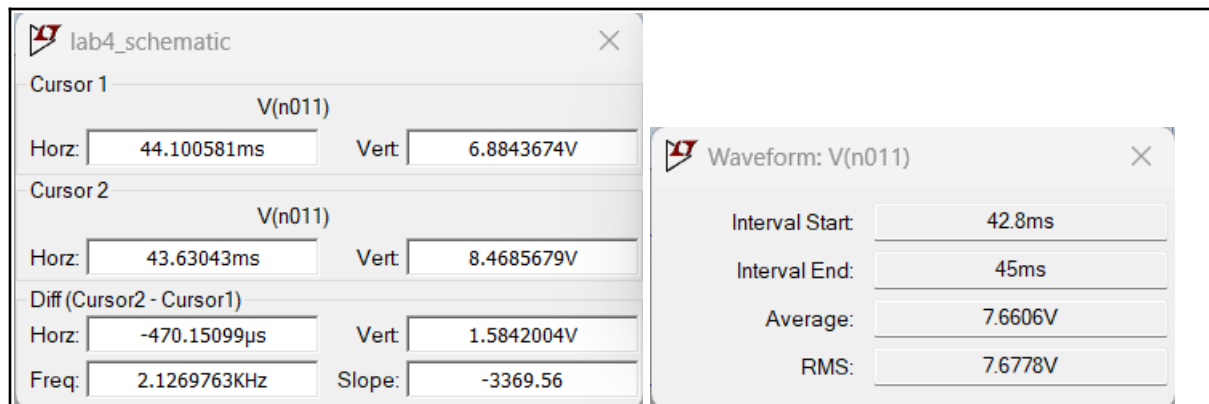 lab4_schematic
Cursor 1
V(n011)
Horz: 44.100581ms Vert: 6.8843674V
Cursor 2
V(n011)
Horz: 43.63043ms Vert: 8.4685679V
Diff (Cursor2 - Cursor1)
Horz: -470.15099µs Vert: 1.5842004V
Freq: 2.1269763KHz Slope: -3369.56
Waveform: V(n011)
Interval Start: 42.8ms
Interval End: 45ms
Average: 7.6606V
RMS: 7.6778V